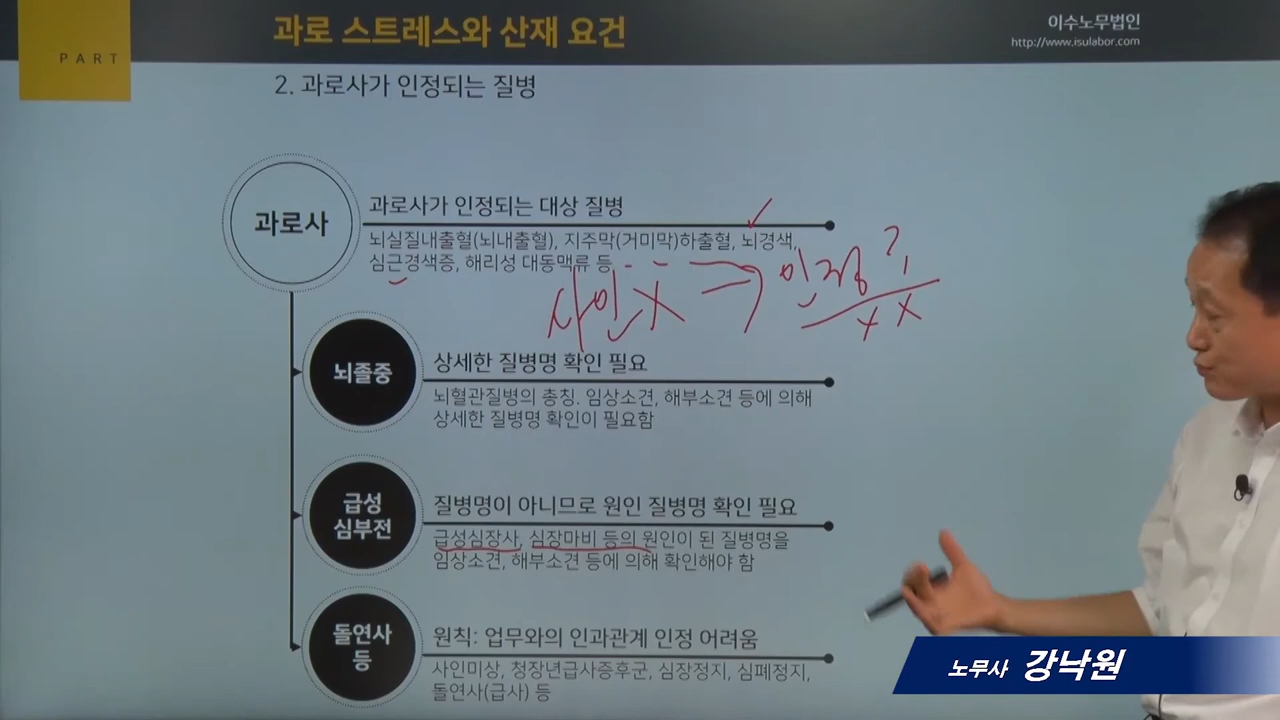 PART
과로 스트레스와 산재 요건
이수노무법인
http://www.isulabor.com
2. 과로사가 인정되는 질병
과로사
과로사가 인정되는 대상 질병
뇌실질내출혈(뇌내출혈), 지주막(거미막)하출혈, 뇌경색,
심근경색증, 해리성 대동맥류 등
사인 X → 인정?
X X
뇌졸중
상세한 질병명 확인 필요
뇌혈관질병의 총칭. 임상소견, 해부소견 등에 의해
상세한 질병명 확인이 필요함
급성
심부전
질병명이 아니므로 원인 질병명 확인 필요
급성심장사, 심장마비 등의 원인이 된 질병명을
임상소견, 해부소견 등에 의해 확인해야 함
돌연사
등
원칙: 업무와의 인과관계 인정 어려움
사인미상, 청장년급사증후군, 심장정지, 심폐정지,
돌연사(급사) 등
노무사 강낙원